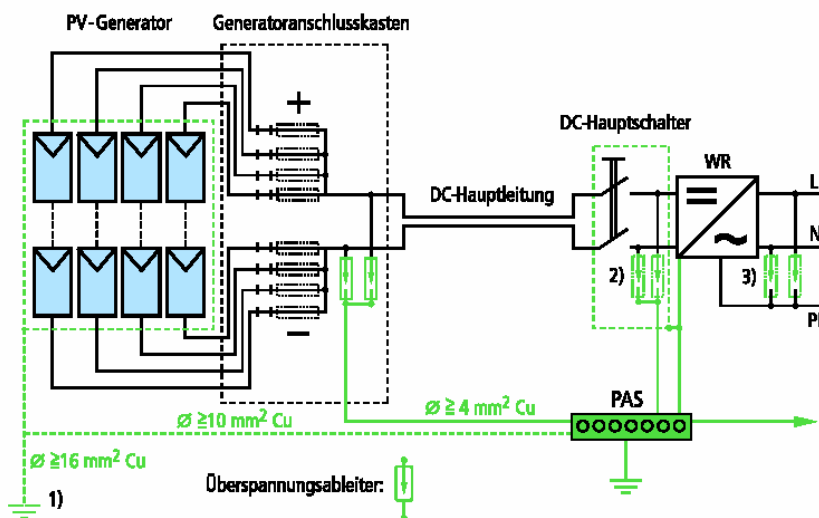 PV-Generator
Generatoranschlusskasten
+
DC-Hauptschalter
WR
L
DC-Hauptleitung
N
2)
3)
−
Ø ≧10 mm² Cu
Ø ≧ 4 mm² Cu
PAS
Ø ≧16 mm² Cu
1)
Überspannungsableiter: